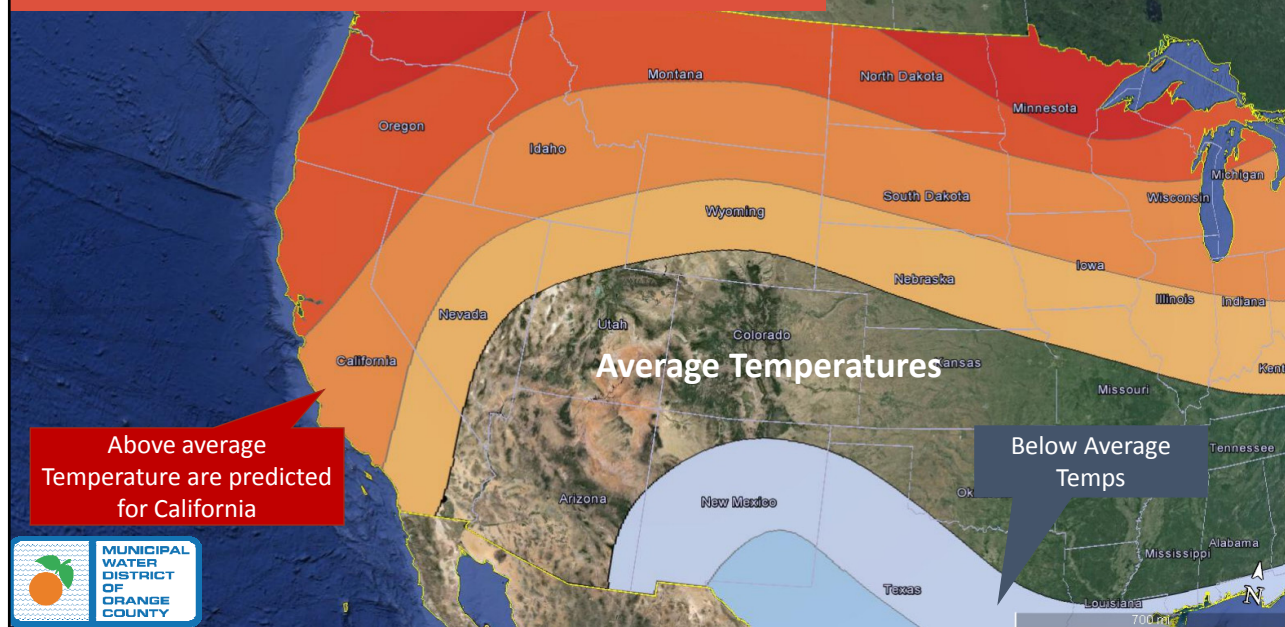 Montana
North Dakota
Minnesota
Oregon
Idaho
Michigan
South Dakota
Wisconsin
Wyoming
Iowa
Nebraska
Illinois
Indiana
Nevada
Utah
Colorado
California
Average Temperatures
Kansas
Kent
Missouri
Above average
Temperature are predicted
for California
Below Average
Temps
Tennessee
Arizona
New Mexico
Ok
MUNICIPAL
WATER
DISTRICT
OF
ORANGE
COUNTY
Mississippi
Alabama
Texas
Louisiana
N
700 mi